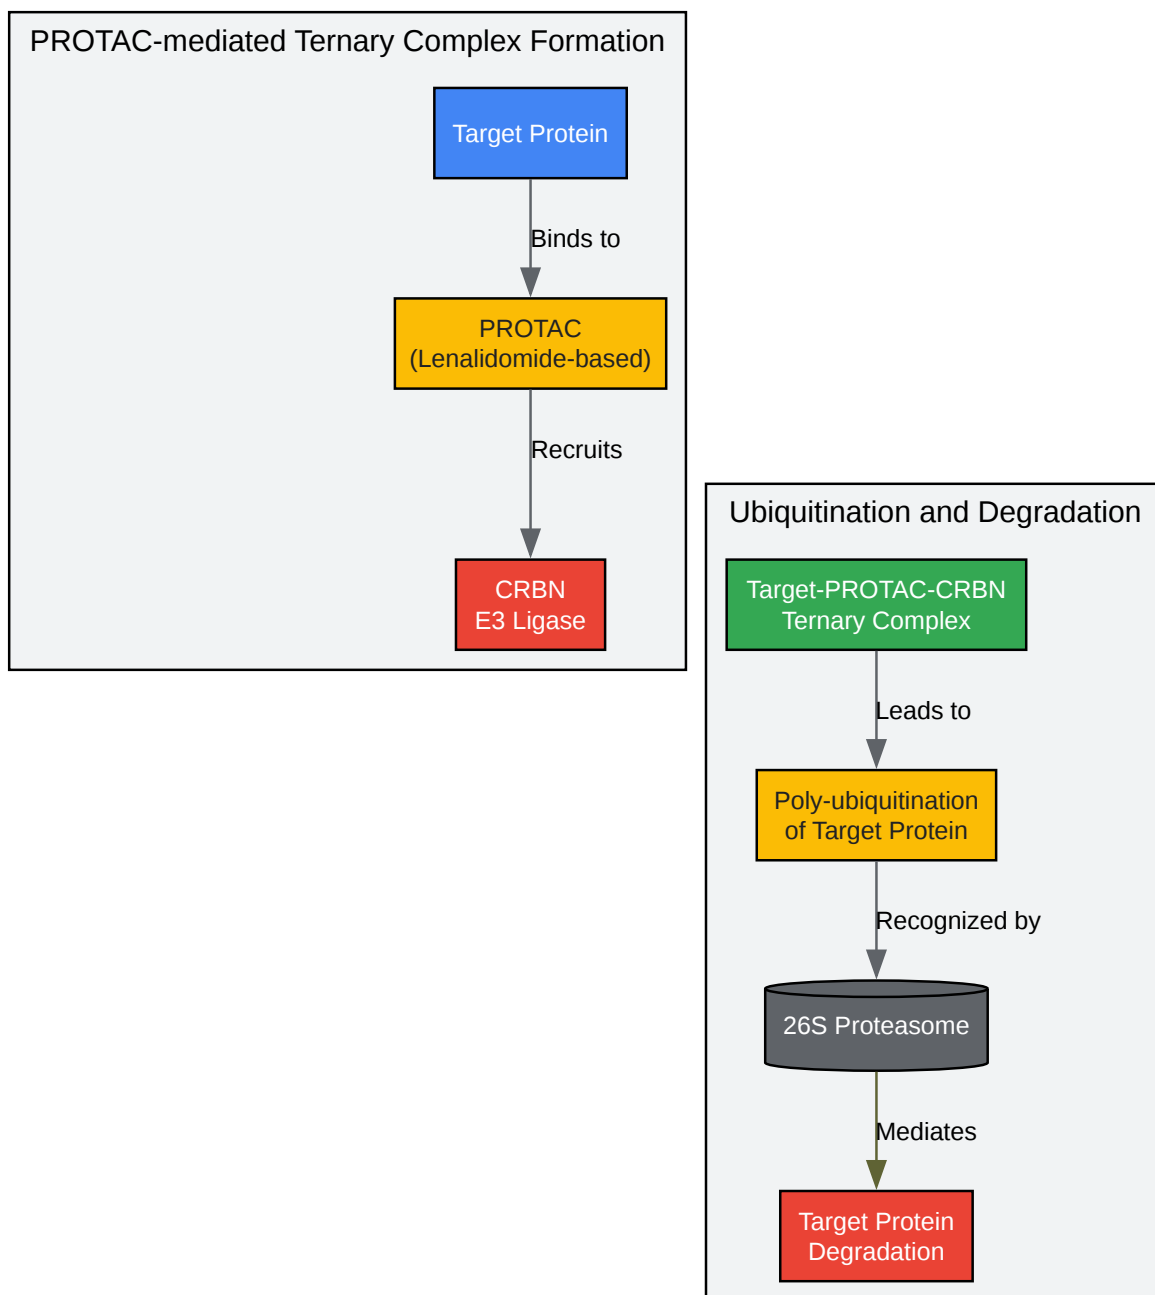 PROTAC-mediated Ternary Complex Formation
Target Protein
Binds to
PROTAC
(Lenalidomide-based)
Recruits
CRBN
E3 Ligase
Ubiquitination and Degradation
Target-PROTAC-CRBN
Ternary Complex
Leads to
Poly-ubiquitination
of Target Protein
Recognized by
26S Proteasome
Mediates
Target Protein
Degradation